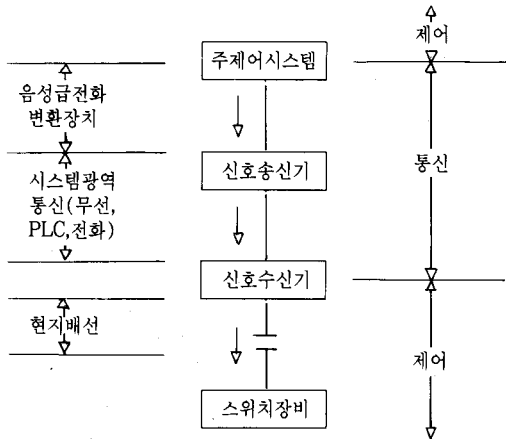 제어
주제어시스템
음성급전화
변환장치
신호송신기
통신
시스템광역
통신(무선,
PLC,전화)
신호수신기
현지배선
제어
스위치장비